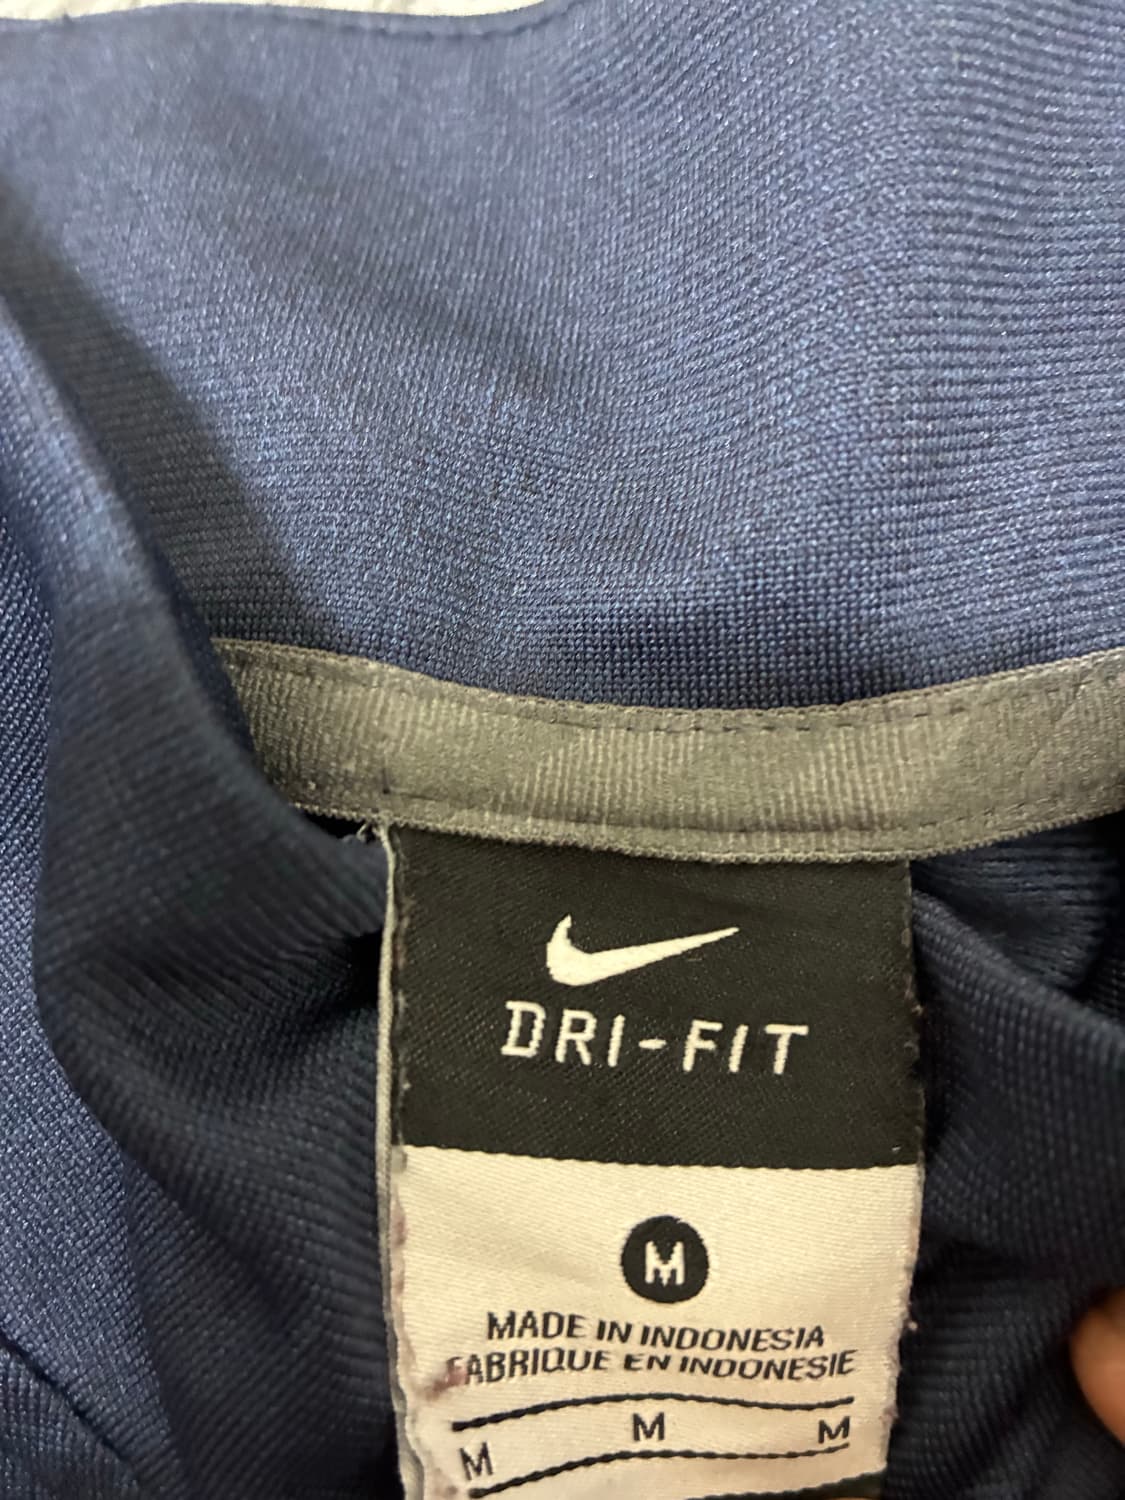 DRI-FIT
M
MADE IN INDONESIA
FABRIQUE EN INDONESIE
M M M